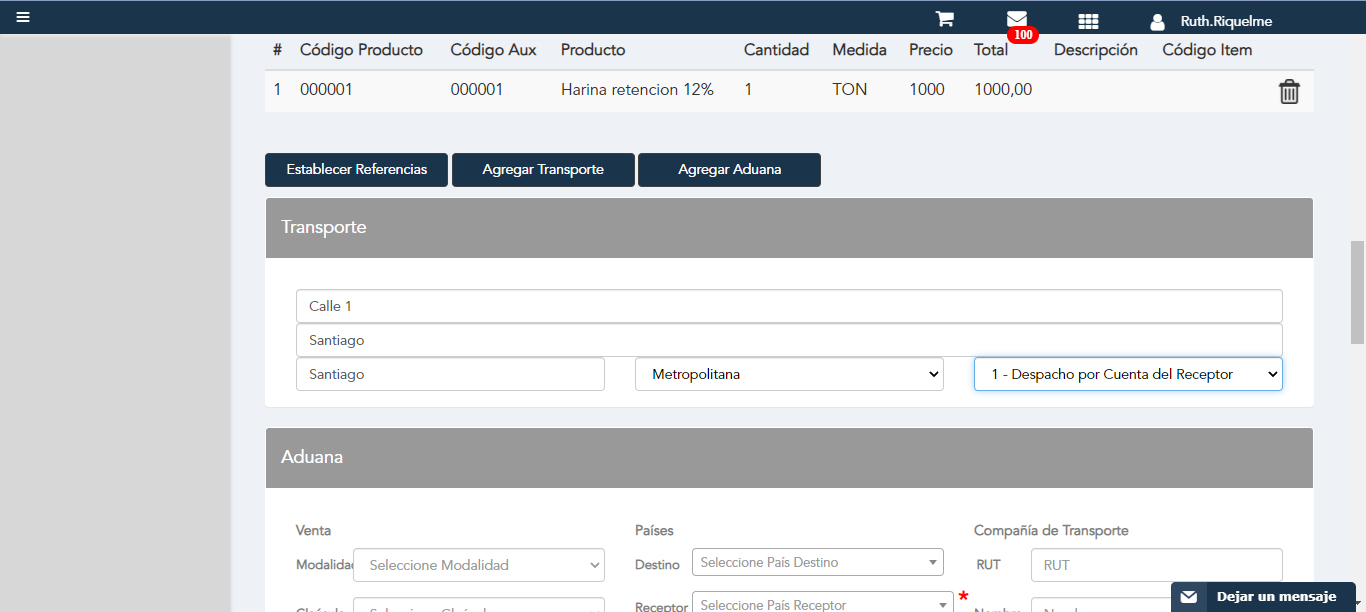 Ruth.Riquelme
100
# Código Producto Código Aux Producto Cantidad Medida Precio Total Descripción Código Item
1 000001 000001 Harina retencion 12% 1 TON 1000 1000,00
Establecer Referencias Agregar Transporte Agregar Aduana
Transporte
Calle 1
Santiago
Santiago Metropolitana 1 - Despacho por Cuenta del Receptor
Aduana
Venta Países Compañía de Transporte
Modalidad Seleccione Modalidad Destino Seleccione País Destino RUT RUT
Receptor Seleccione País Receptor *
Dejar un mensaje